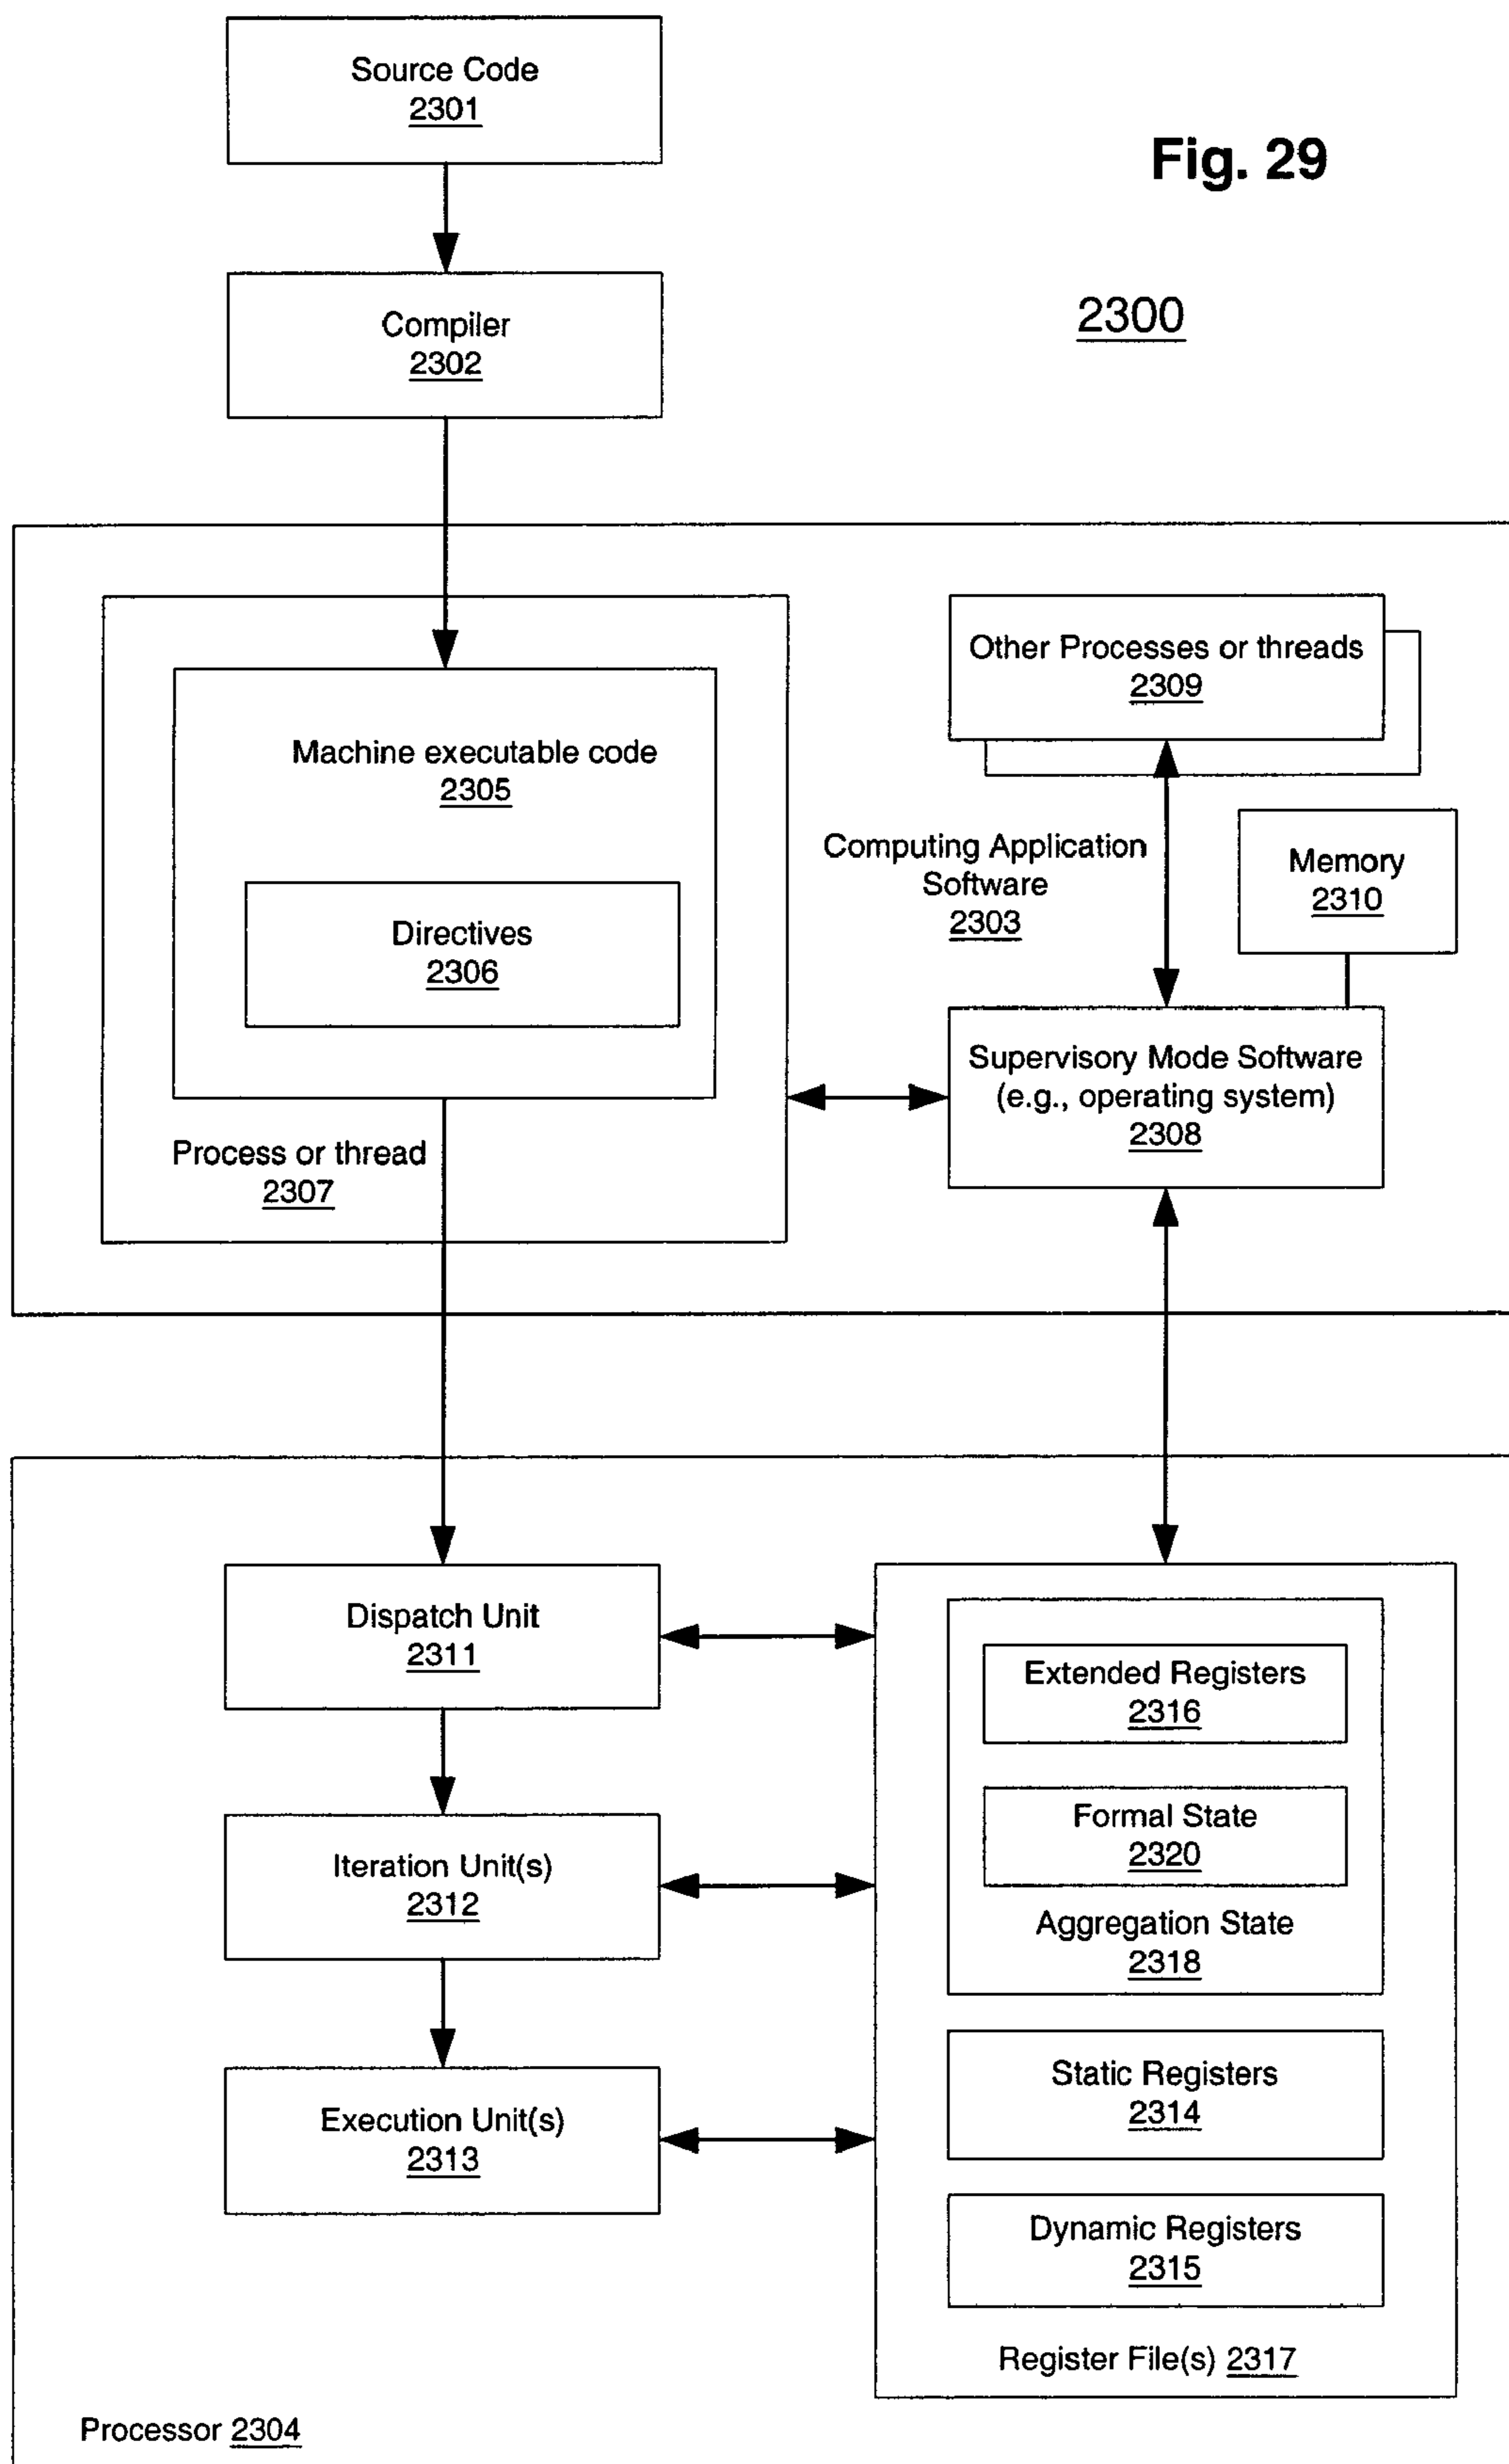 Source Code
2301
Fig. 29
Compiler
2302
2300
Machine executable code
2305
Directives
2306
Process or thread
2307
Other Processes or threads
2309
Computing Application
Software
2303
Memory
2310
Supervisory Mode Software
(e.g., operating system)
2308
Dispatch Unit
2311
Iteration Unit(s)
2312
Execution Unit(s)
2313
Extended Registers
2316
Formal State
2320
Aggregation State
2318
Static Registers
2314
Dynamic Registers
2315
Register File(s) 2317
Processor 2304